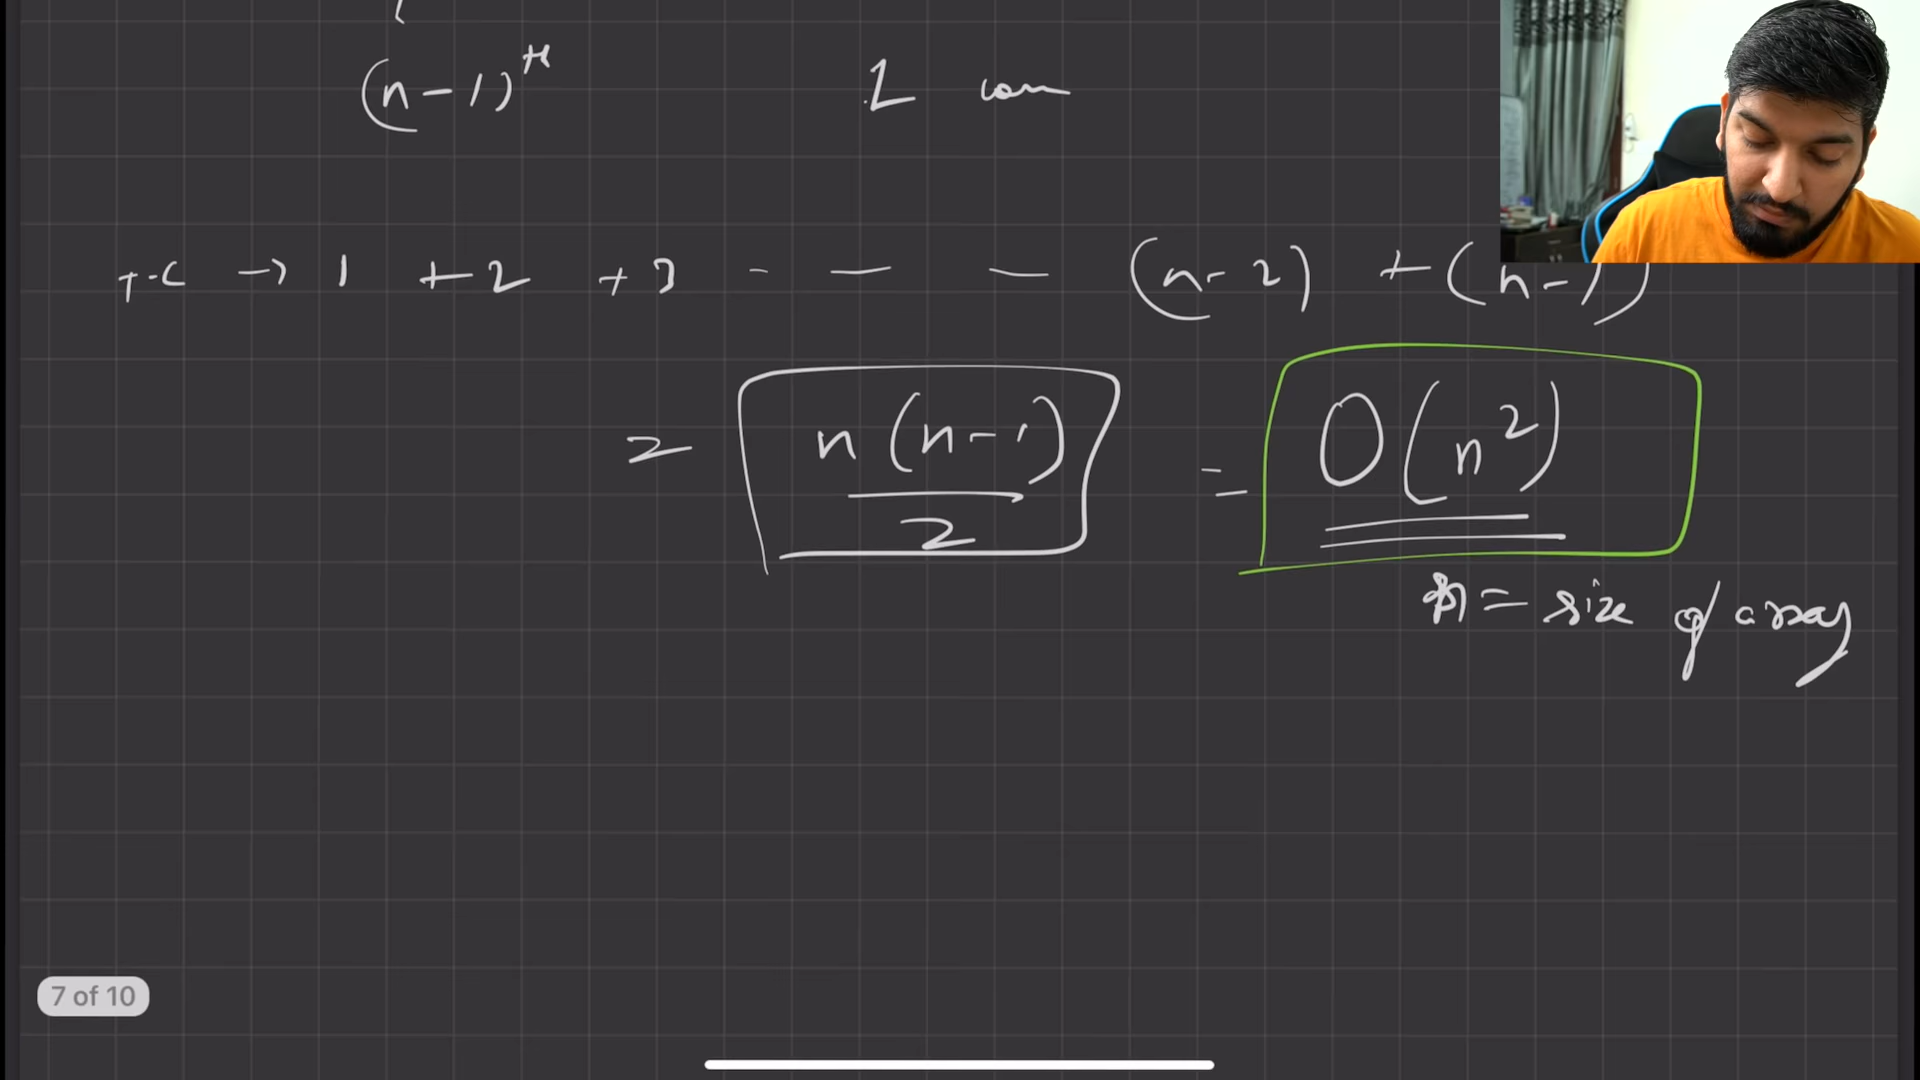 (n-1)th 1 com
T.C → 1 + 2 + 3 - - - (n-2) + (n-1)
= n(n-1)/2 = O(n²)
n = size of array
7 of 10